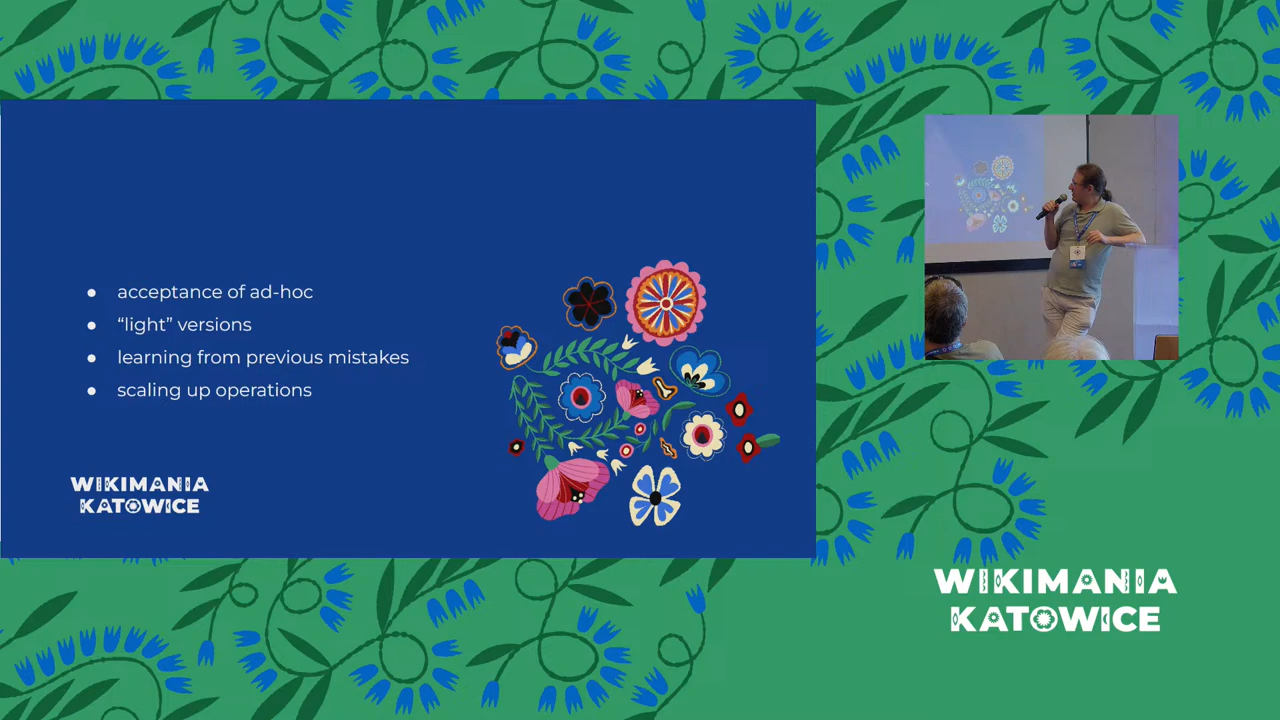 ● acceptance of ad-hoc
● “light” versions
● learning from previous mistakes
● scaling up operations
WIKIMANIA
KATOWICE
WIKIMANIA
KATOWICE